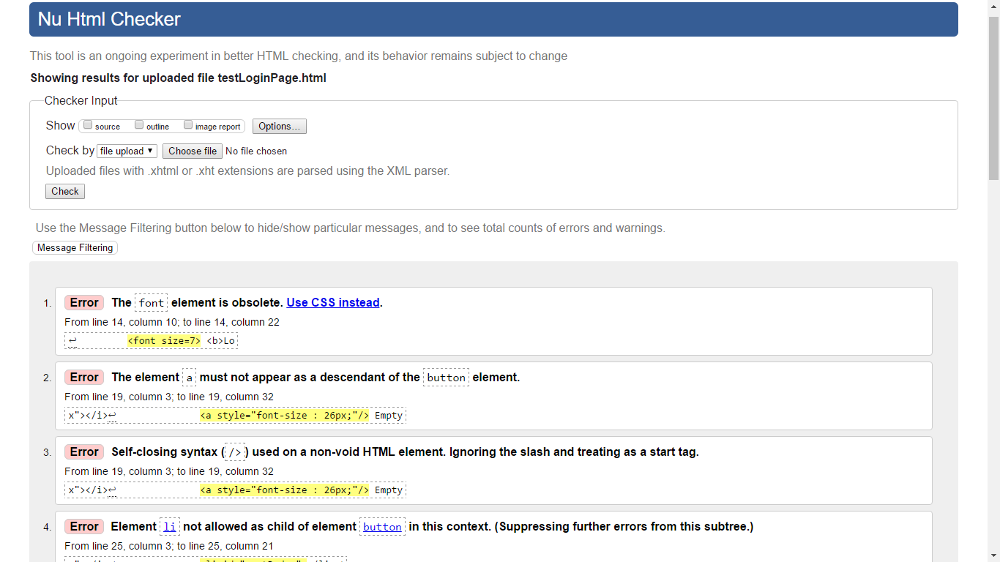 Nu Html Checker
This tool is an ongoing experiment in better HTML checking, and its behavior remains subject to change
Showing results for uploaded file testLoginPage.html
Checker Input
Show source outline image report Options...
Check by file upload ▼ Choose file No file chosen
Uploaded files with .xhtml or .xht extensions are parsed using the XML parser.
Check
Use the Message Filtering button below to hide/show particular messages, and to see total counts of errors and warnings.
Message Filtering
1. Error The font element is obsolete. Use CSS instead.
From line 14, column 10; to line 14, column 22
↩ <font size=7> <b>Lo
2. Error The element a must not appear as a descendant of the button element.
From line 19, column 3; to line 19, column 32
x"></i>↩ <a style="font-size : 26px;"/> Empty
3. Error Self-closing syntax (/>) used on a non-void HTML element. Ignoring the slash and treating as a start tag.
From line 19, column 3; to line 19, column 32
x"></i>↩ <a style="font-size : 26px;"/> Empty
4. Error Element li not allowed as child of element button in this context. (Suppressing further errors from this subtree.)
From line 25, column 3; to line 25, column 21